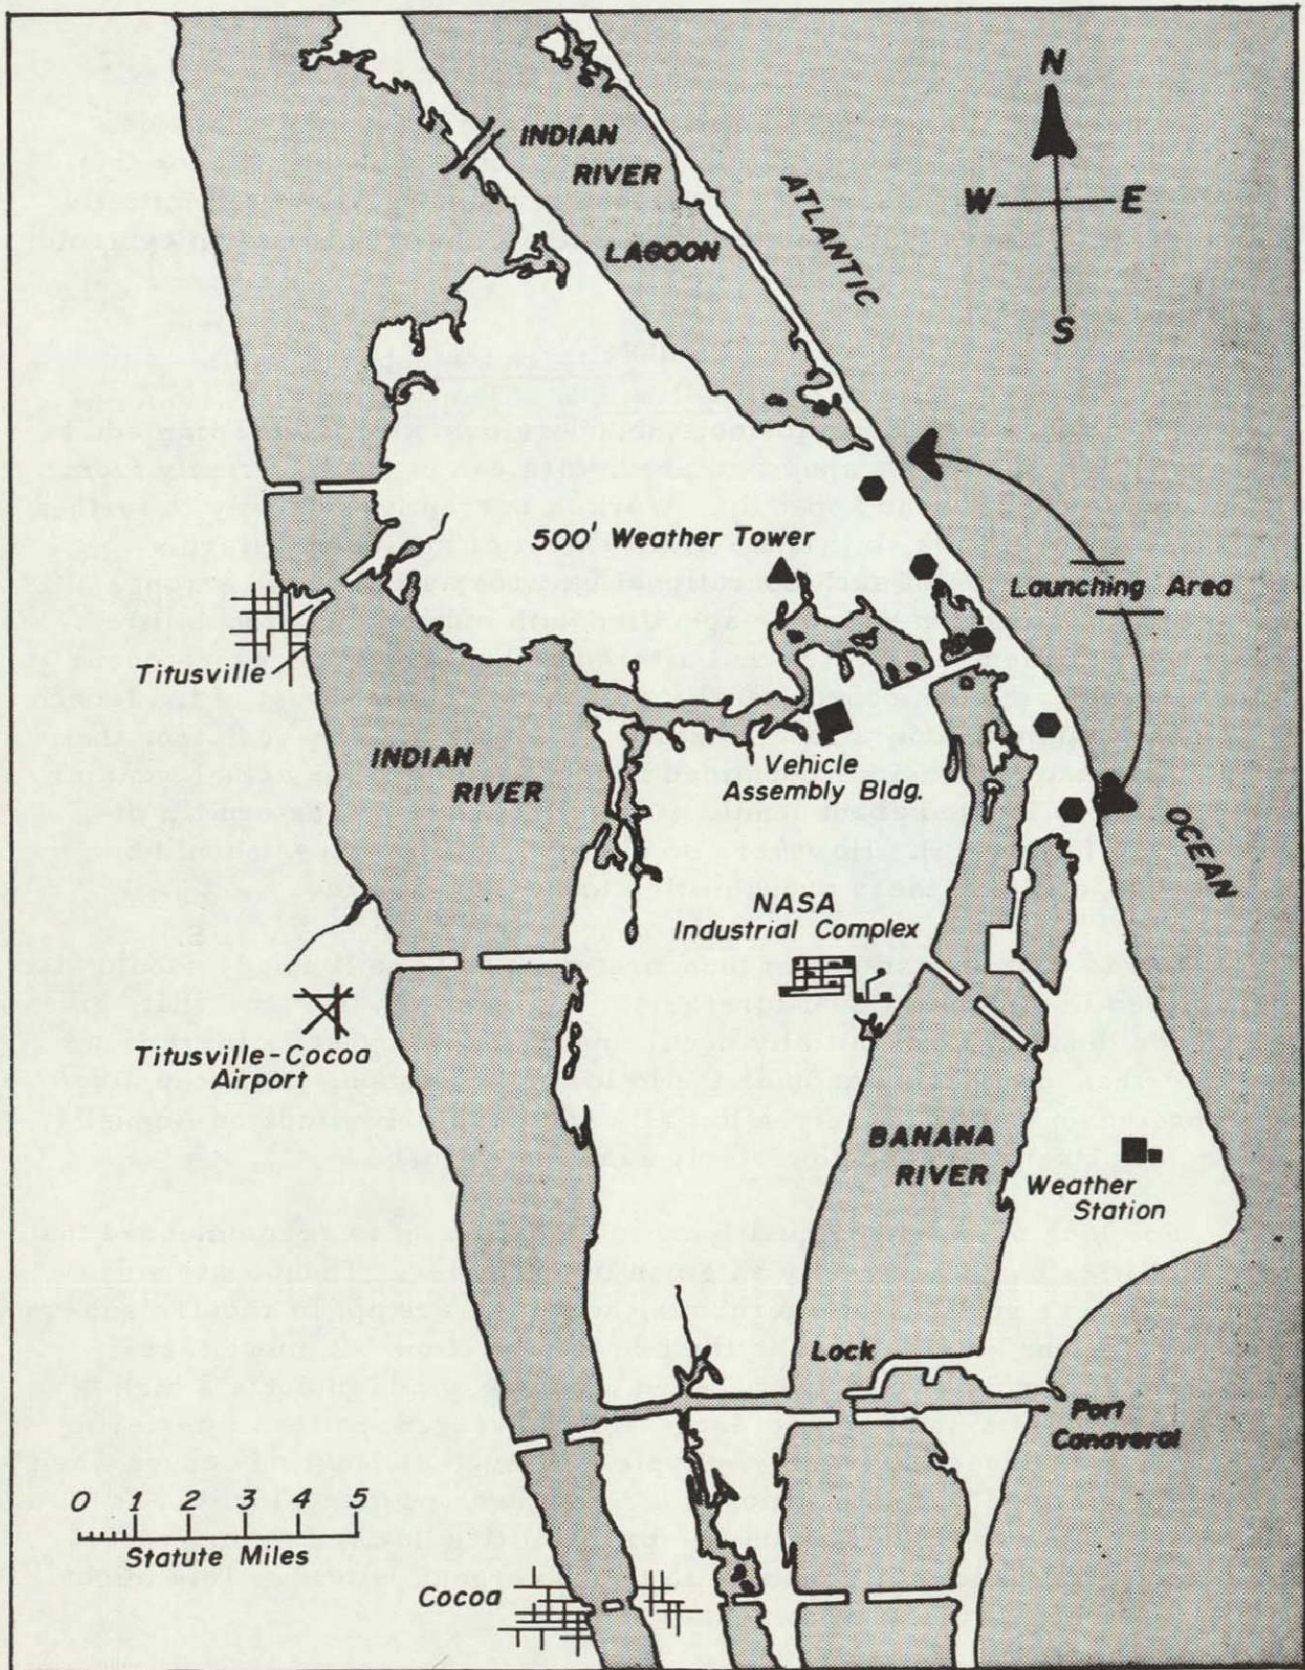 N
INDIAN
RIVER
LAGOON
ATLANTIC
W
E
S
500' Weather Tower
Launching Area
Titusville
INDIAN
RIVER
Vehicle
Assembly Bldg.
OCEAN
NASA
Industrial Complex
Titusville-Cocoa
Airport
BANANA
RIVER
Weather
Station
Lock
Port
Canaveral
0 1 2 3 4 5
Statute Miles
Cocoa